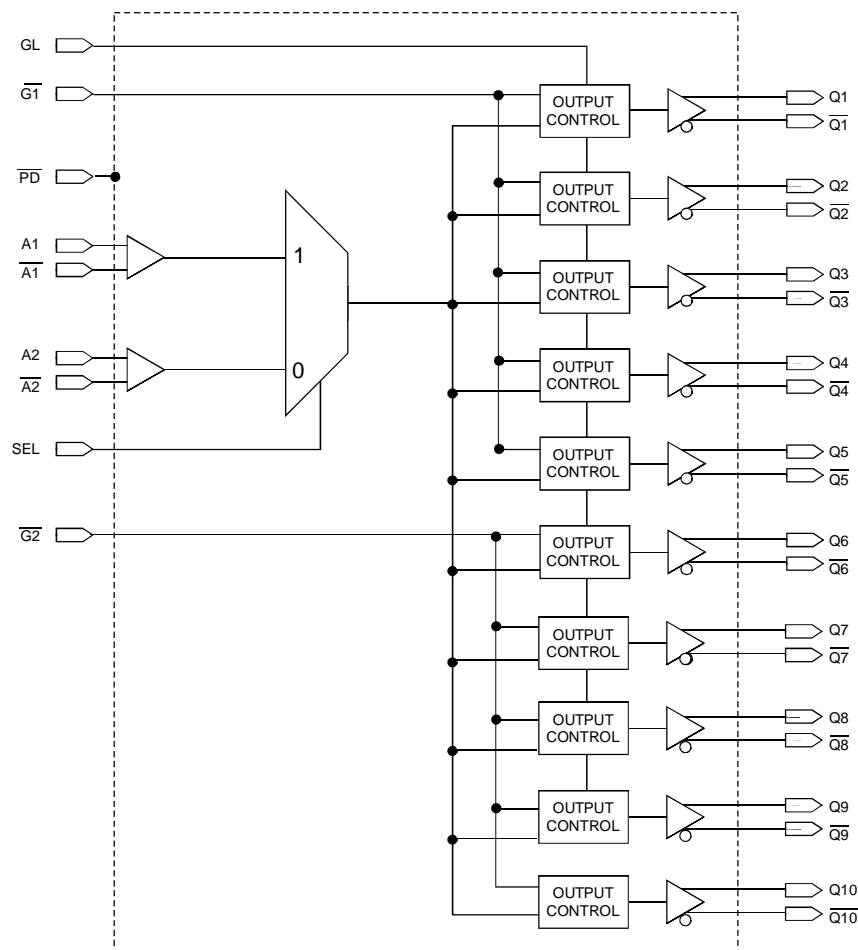 GL
G1
PD
A1
A1
A2
A2
SEL
G2
1
0
OUTPUT
CONTROL
Q1
Q1
OUTPUT
CONTROL
Q2
Q2
OUTPUT
CONTROL
Q3
Q3
OUTPUT
CONTROL
Q4
Q4
OUTPUT
CONTROL
Q5
Q5
OUTPUT
CONTROL
Q6
Q6
OUTPUT
CONTROL
Q7
Q7
OUTPUT
CONTROL
Q8
Q8
OUTPUT
CONTROL
Q9
Q9
OUTPUT
CONTROL
Q10
Q10